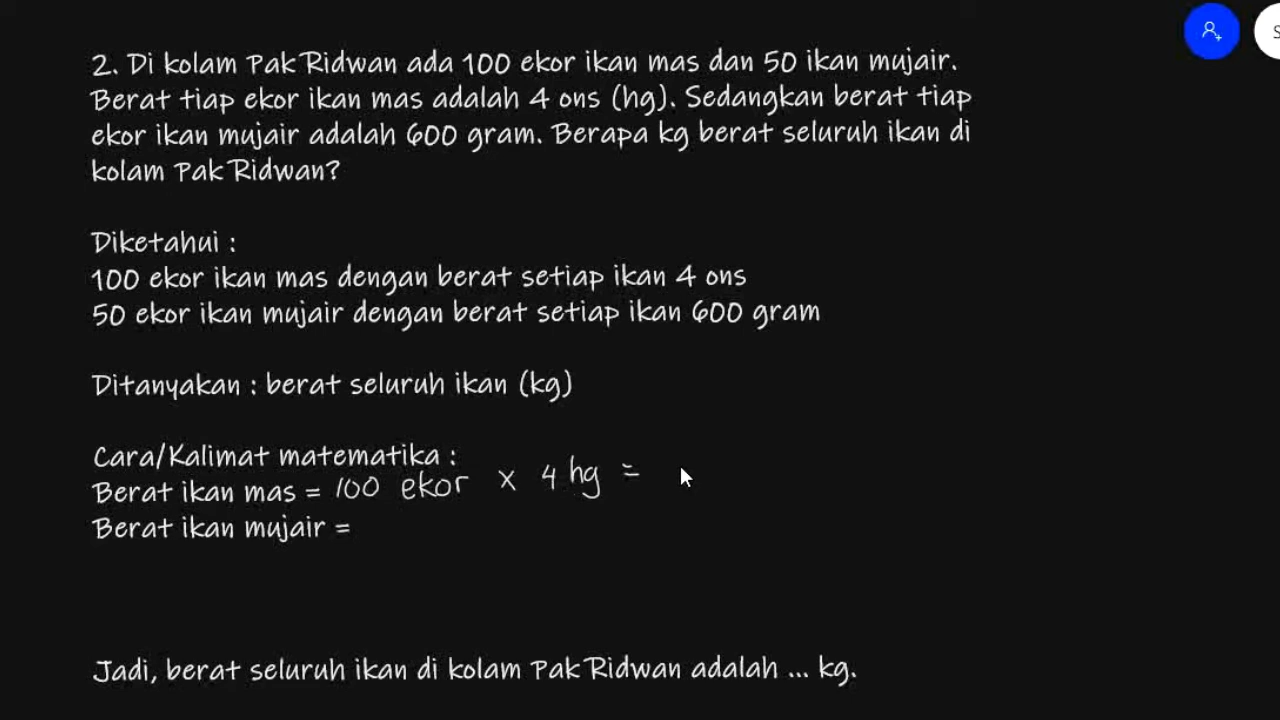 2. Di kolam Pak Ridwan ada 100 ekor ikan mas dan 50 ikan mujair.
Berat tiap ekor ikan mas adalah 4 ons (hg). Sedangkan berat tiap
ekor ikan mujair adalah 600 gram. Berapa kg berat seluruh ikan di
kolam Pak Ridwan?
Diketahui :
100 ekor ikan mas dengan berat setiap ikan 4 ons
50 ekor ikan mujair dengan berat setiap ikan 600 gram
Ditanyakan : berat seluruh ikan (kg)
Cara/Kalimat matematika :
Berat ikan mas = 100 ekor x 4 hg =
Berat ikan mujair =
Jadi, berat seluruh ikan di kolam Pak Ridwan adalah ... kg.